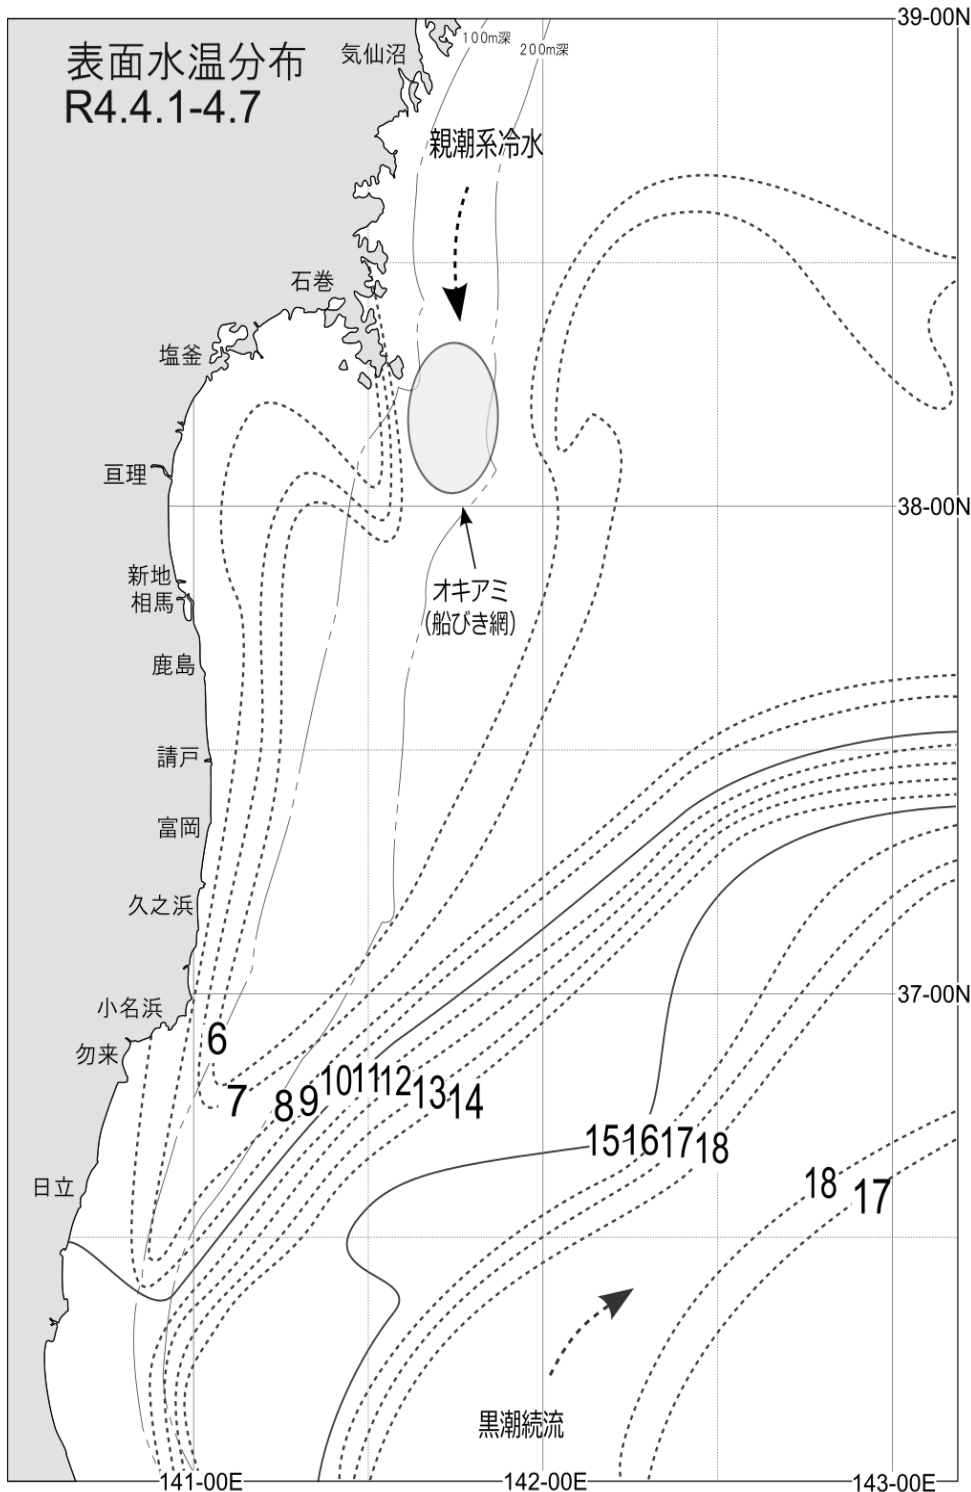 39-00N
表面水温分布
R4.4.1-4.7
気仙沼
100m深
200m深
親潮系冷水
石巻
塩釜
亘理
38-00N
新地
相馬
オキアミ
(船びき網)
鹿島
請戸
富岡
久之浜
37-00N
小名浜
勿来
6
7
8
9
10
11
12
13
14
15
16
17
18
18
17
日立
黒潮続流
141-00E
142-00E
143-00E